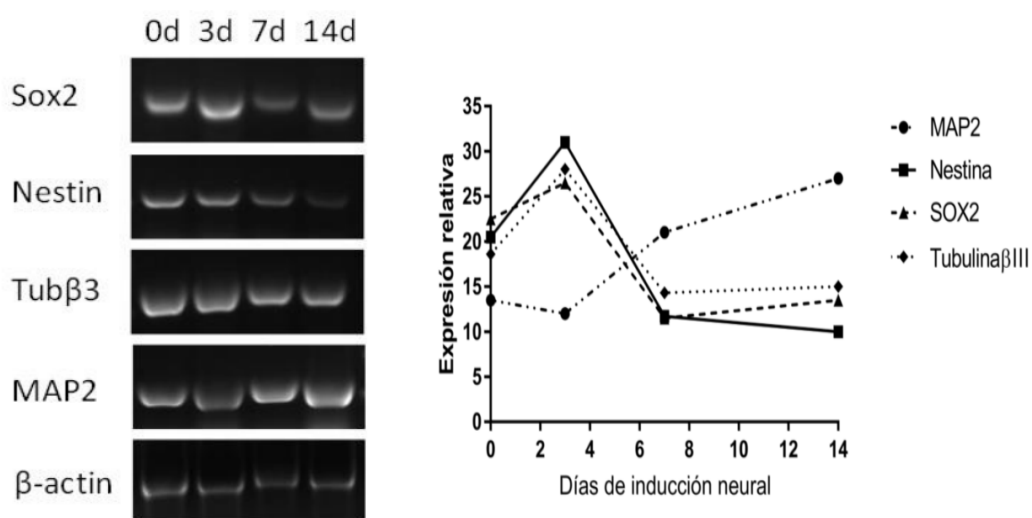 0d 3d 7d 14d
Sox2
Nestin
Tubβ3
MAP2
β-actin
Expresión relativa
35
30
25
20
15
10
5
0
0 2 4 6 8 10 12 14
Días de inducción neural
MAP2
Nestina
SOX2
TubulinaβIII